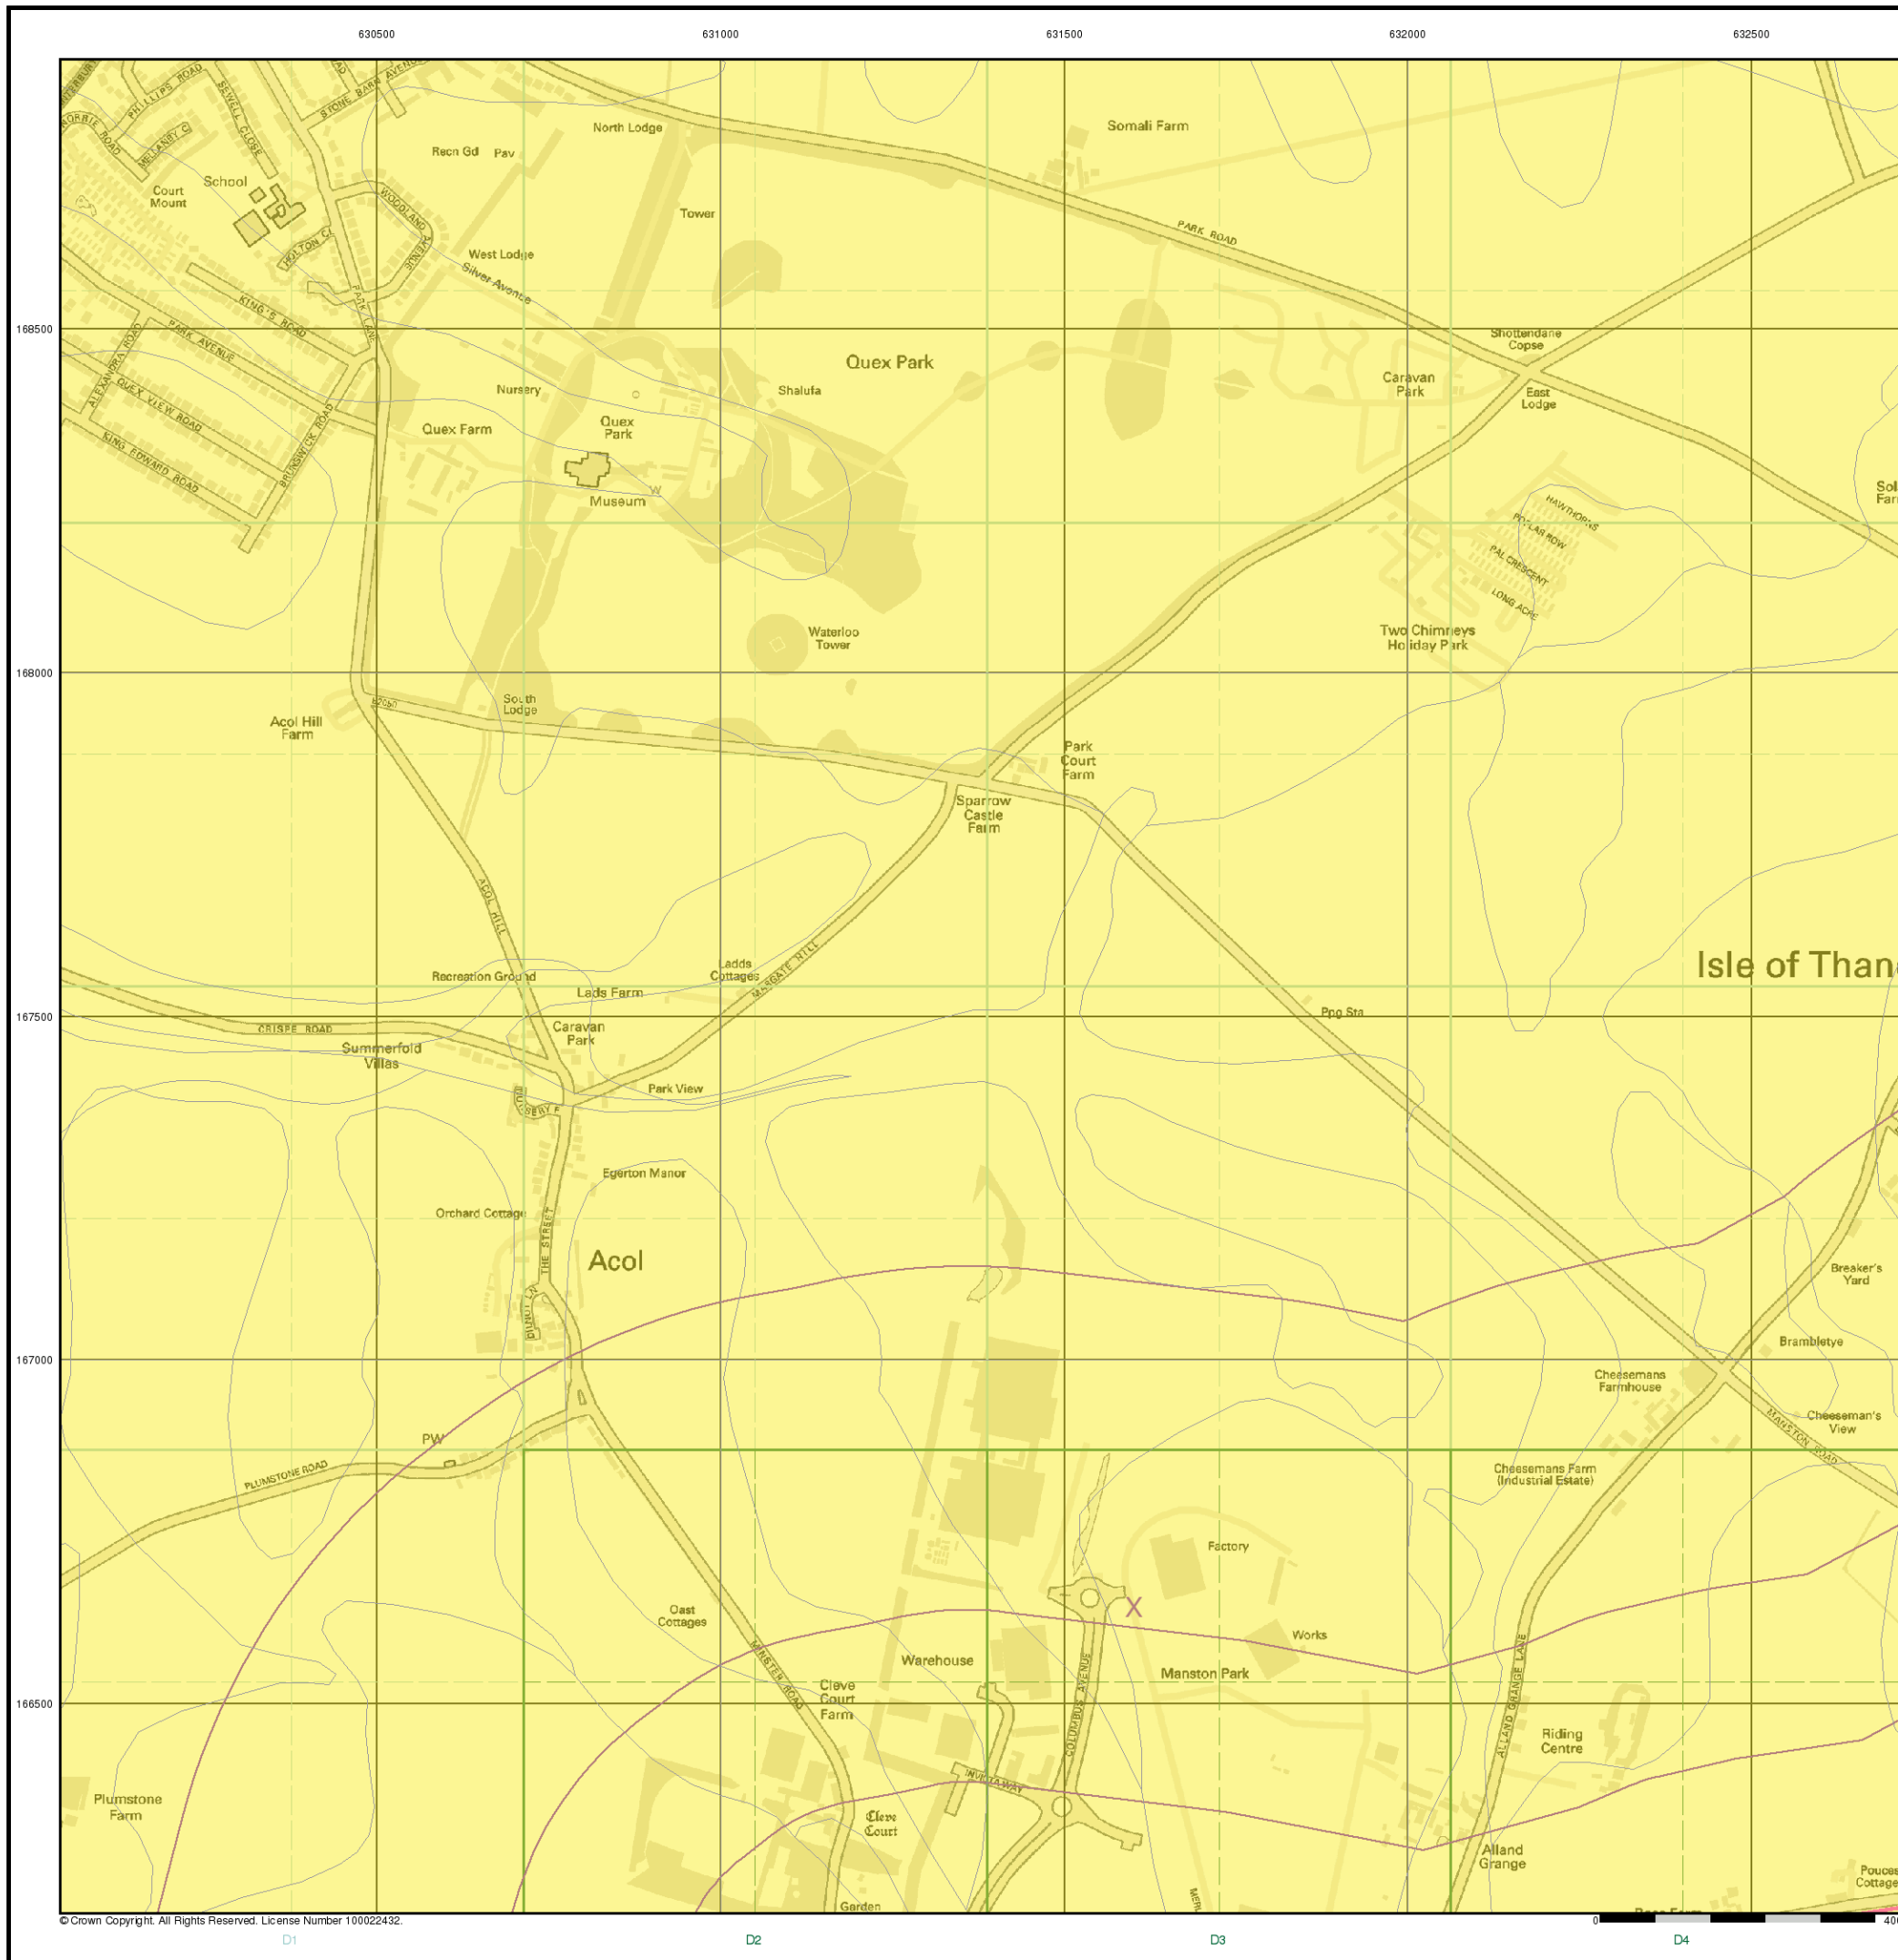 630500
631000
631500
632000
632500
168500
168000
167500
167000
166500
PHILLIPS ROAD
SEWELL CLOSE
STONE BARN AVENUE
MELLANBY C
School
Court
Mount
HOLTON CL
WOODLAND AVENUE
PARK LANE
Recn Gd
Pav
North Lodge
Tower
West Lodge
Somali Farm
PARK ROAD
KING'S ROAD
PARK AVENUE
ALEXANDRA ROAD
QUEX VIEW ROAD
KING EDWARD ROAD
BRUNSWICK ROAD
Nursery
Quex Farm
Quex
Park
Shalufa
Quex Park
Museum
W
Shottendane
Copse
Caravan
Park
East
Lodge
HAWTHORNS
POPLAR ROW
PAL CRESCENT
LONG ACRE
Two Chimneys
Holiday Park
Waterloo
Tower
South
Lodge
Acol Hill
Farm
Park
Court
Farm
Sparrow
Castle
Farm
ACOL HILL
Recreation Ground
Ladds
Cottages
MARGATE HILL
Lads Farm
Isle of Thane
Ppg Sta
CRISPE ROAD
Summerfold
Villas
Caravan
Park
Park View
Egerton Manor
Orchard Cottage
THE STREET
Acol
Breaker's
Yard
Brambletye
Cheesemans
Farmhouse
Cheeseman's
View
MANSTON ROAD
PW
PLUMSTONE ROAD
Cheesemans Farm
(Industrial Estate)
Factory
X
Oast
Cottages
Works
Warehouse
Manston Park
MINSTER ROAD
Cleve
Court
Farm
COLUMBUS AVENUE
ALLAND GRANGE LANE
Riding
Centre
INVICTA WAY
Plumstone
Farm
Cleve
Court
Alland
Grange
Garden
© Crown Copyright. All Rights Reserved. License Number 100022432.
0
D1
D2
D3
D4